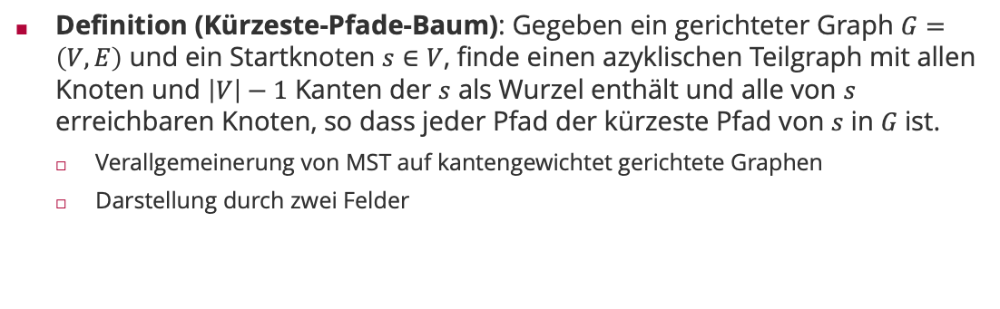 Definition (Kürzeste-Pfade-Baum): Gegeben ein gerichteter Graph G =
(V, E) und ein Startknoten s ∈ V, finde einen azyklischen Teilgraph mit allen
Knoten und |V| − 1 Kanten der s als Wurzel enthält und alle von s
erreichbaren Knoten, so dass jeder Pfad der kürzeste Pfad von s in G ist.
Verallgemeinerung von MST auf kantengewichtet gerichtete Graphen
Darstellung durch zwei Felder